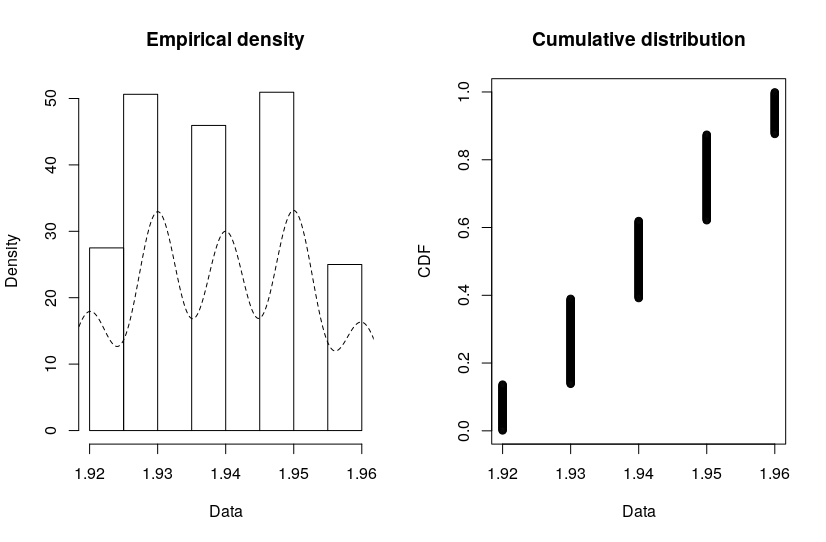 Empirical density
Density
0
10
20
30
40
50
1.92 1.93 1.94 1.95 1.96
Data
Cumulative distribution
CDF
0.0
0.2
0.4
0.6
0.8
1.0
1.92 1.93 1.94 1.95 1.96
Data